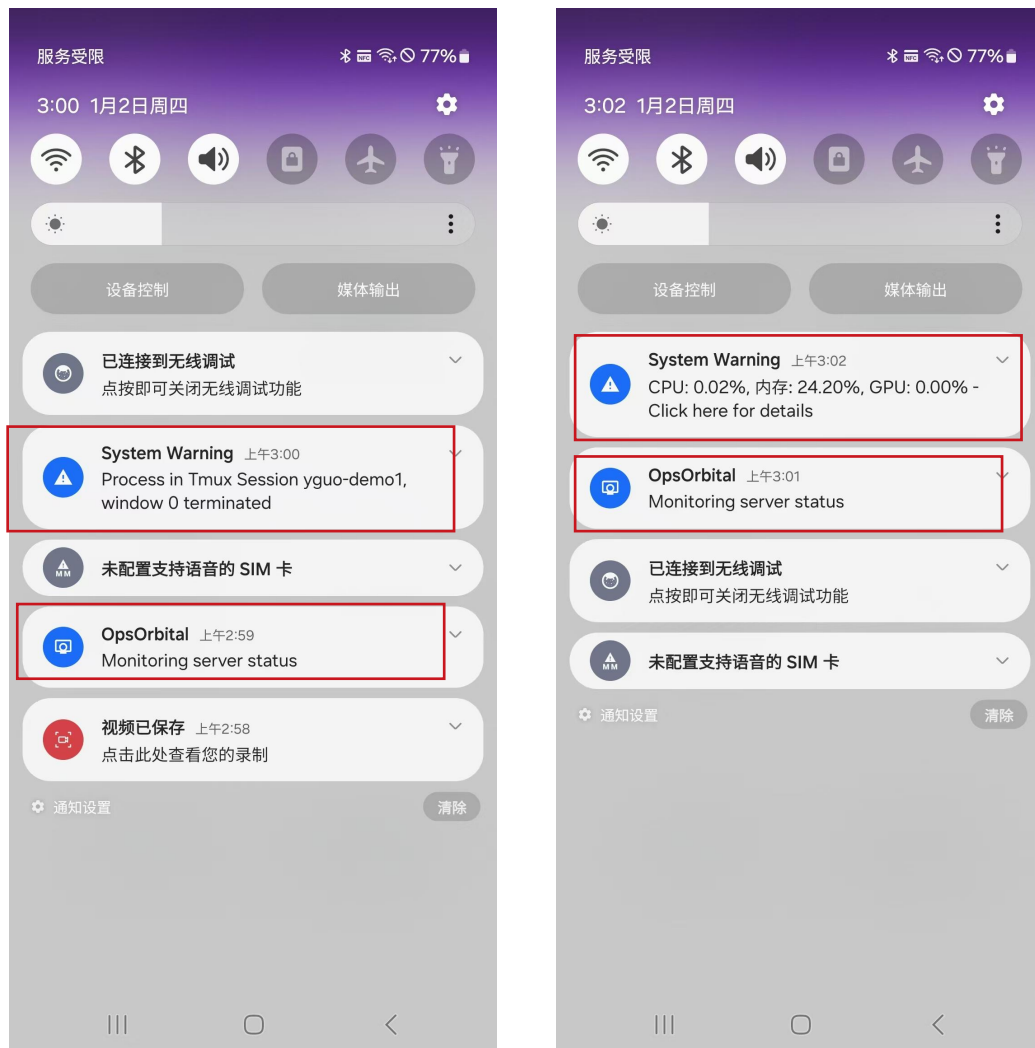 服务受限
NFC
77%
3:00 1月2日周四
设备控制
媒体输出
已连接到无线调试
点按即可关闭无线调试功能
System Warning 上午3:00
Process in Tmux Session yguo-demo1,
window 0 terminated
MM
未配置支持语音的 SIM 卡
OpsOrbital 上午2:59
Monitoring server status
视频已保存 上午2:58
点击此处查看您的录制
通知设置
清除
服务受限
NFC
77%
3:02 1月2日周四
设备控制
媒体输出
System Warning 上午3:02
CPU: 0.02%, 内存: 24.20%, GPU: 0.00% -
Click here for details
OpsOrbital 上午3:01
Monitoring server status
已连接到无线调试
点按即可关闭无线调试功能
MM
未配置支持语音的 SIM 卡
通知设置
清除